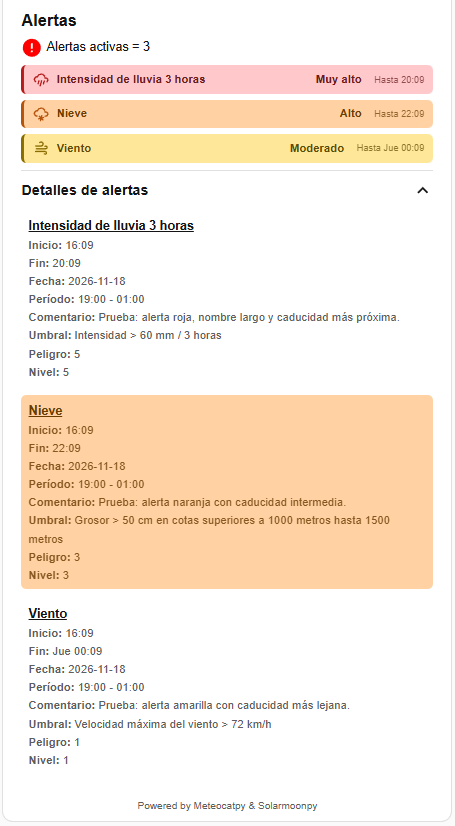 Alertas
Alertas activas = 3
Intensidad de lluvia 3 horas Muy alto Hasta 20:09
Nieve Alto Hasta 22:09
Viento Moderado Hasta Jue 00:09
Detalles de alertas
Intensidad de lluvia 3 horas
Inicio: 16:09
Fin: 20:09
Fecha: 2026-11-18
Período: 19:00 - 01:00
Comentario: Prueba: alerta roja, nombre largo y caducidad más próxima.
Umbral: Intensidad > 60 mm / 3 horas
Peligro: 5
Nivel: 5
Nieve
Inicio: 16:09
Fin: 22:09
Fecha: 2026-11-18
Período: 19:00 - 01:00
Comentario: Prueba: alerta naranja con caducidad intermedia.
Umbral: Grosor > 50 cm en cotas superiores a 1000 metros hasta 1500
metros
Peligro: 3
Nivel: 3
Viento
Inicio: 16:09
Fin: Jue 00:09
Fecha: 2026-11-18
Período: 19:00 - 01:00
Comentario: Prueba: alerta amarilla con caducidad más lejana.
Umbral: Velocidad máxima del viento > 72 km/h
Peligro: 1
Nivel: 1
Powered by Meteocatpy & Solarmoonpy